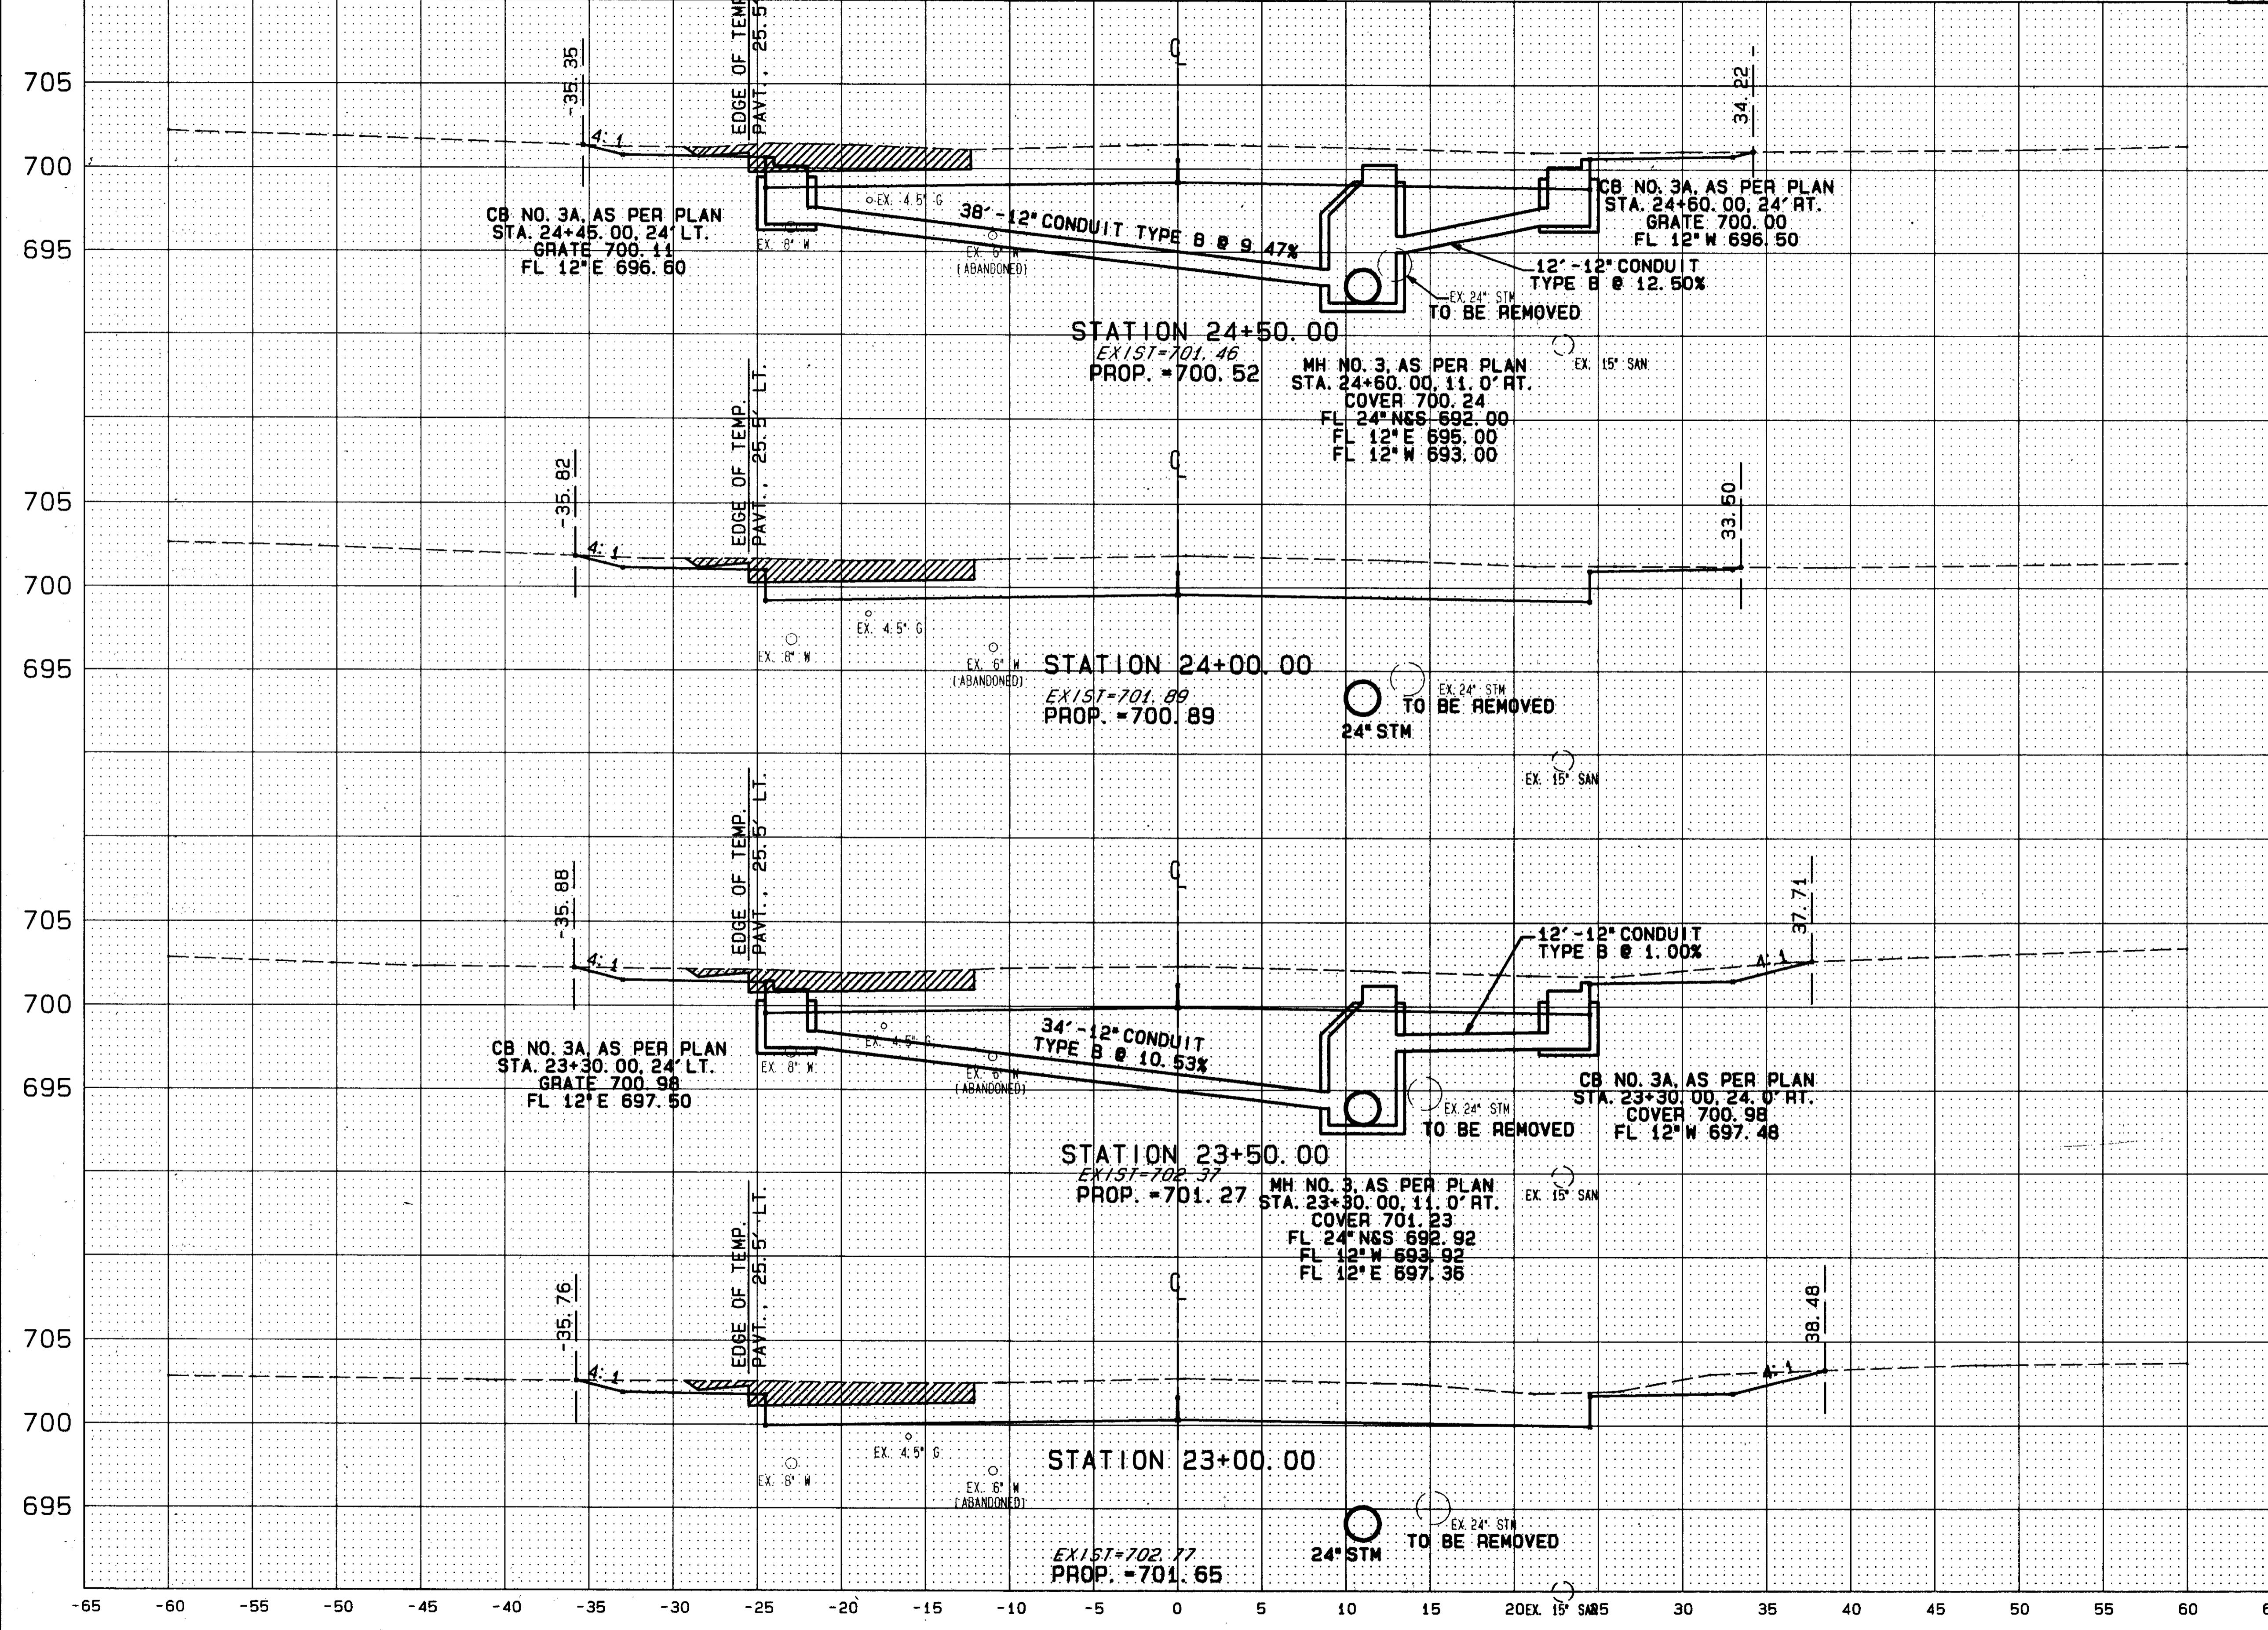 EDGE OF TEMP.
PAVT., 25.5'
-35.35
C
L
34.22
705
700
695
4:1
CB NO. 3A, AS PER PLAN
STA. 24+45.00, 24' LT.
GRATE 700.11
FL 12" E 696.60
EX. 8" W
EX. 4.5" G
38'-12" CONDUIT TYPE B @ 9.47%
EX. 6" W
(ABANDONED)
CB NO. 3A, AS PER PLAN
STA. 24+60.00, 24' RT.
GRATE 700.00
FL 12" W 696.50
12'-12" CONDUIT
TYPE B @ 12.50%
EX. 24" STM
TO BE REMOVED
STATION 24+50.00
EXIST=701.46
PROP. =700.52
MH NO. 3, AS PER PLAN
STA. 24+60.00, 11.0' RT.
COVER 700.24
FL 24" N&S 692.00
FL 12" E 695.00
FL 12" W 693.00
EX. 15" SAN
EDGE OF TEMP.
PAVT., 25.5' LT.
-35.82
C
L
33.50
705
700
695
4:1
EX. 8" W
EX. 4.5" G
EX. 6" W
(ABANDONED)
STATION 24+00.00
EXIST=701.89
PROP. =700.89
24" STM
EX. 24" STM
TO BE REMOVED
EX. 15" SAN
EDGE OF TEMP.
PAVT., 25.5' LT.
-35.88
C
L
37.71
705
700
695
4:1
4:1
12'-12" CONDUIT
TYPE B @ 1.00%
CB NO. 3A, AS PER PLAN
STA. 23+30.00, 24' LT.
GRATE 700.98
FL 12" E 697.50
EX. 8" W
EX. 4.5" G
34'-12" CONDUIT
TYPE B @ 10.53%
EX. 6" W
(ABANDONED)
EX. 24" STM
TO BE REMOVED
CB NO. 3A, AS PER PLAN
STA. 23+30.00, 24.0' RT.
COVER 700.98
FL 12" W 697.48
STATION 23+50.00
EXIST=702.37
PROP. =701.27
MH NO. 3, AS PER PLAN
STA. 23+30.00, 11.0' RT.
COVER 701.23
FL 24" N&S 692.92
FL 12" W 693.92
FL 12" E 697.36
EX. 15" SAN
EDGE OF TEMP.
PAVT., 25.5' LT.
-35.76
C
L
38.48
705
700
695
4:1
4:1
EX. 8" W
EX. 4.5" G
EX. 6" W
(ABANDONED)
STATION 23+00.00
EXIST=702.77
PROP. =701.65
24" STM
EX. 24" STM
TO BE REMOVED
EX. 15" SAN
-65 -60 -55 -50 -45 -40 -35 -30 -25 -20 -15 -10 -5 0 5 10 15 20 25 30 35 40 45 50 55 60